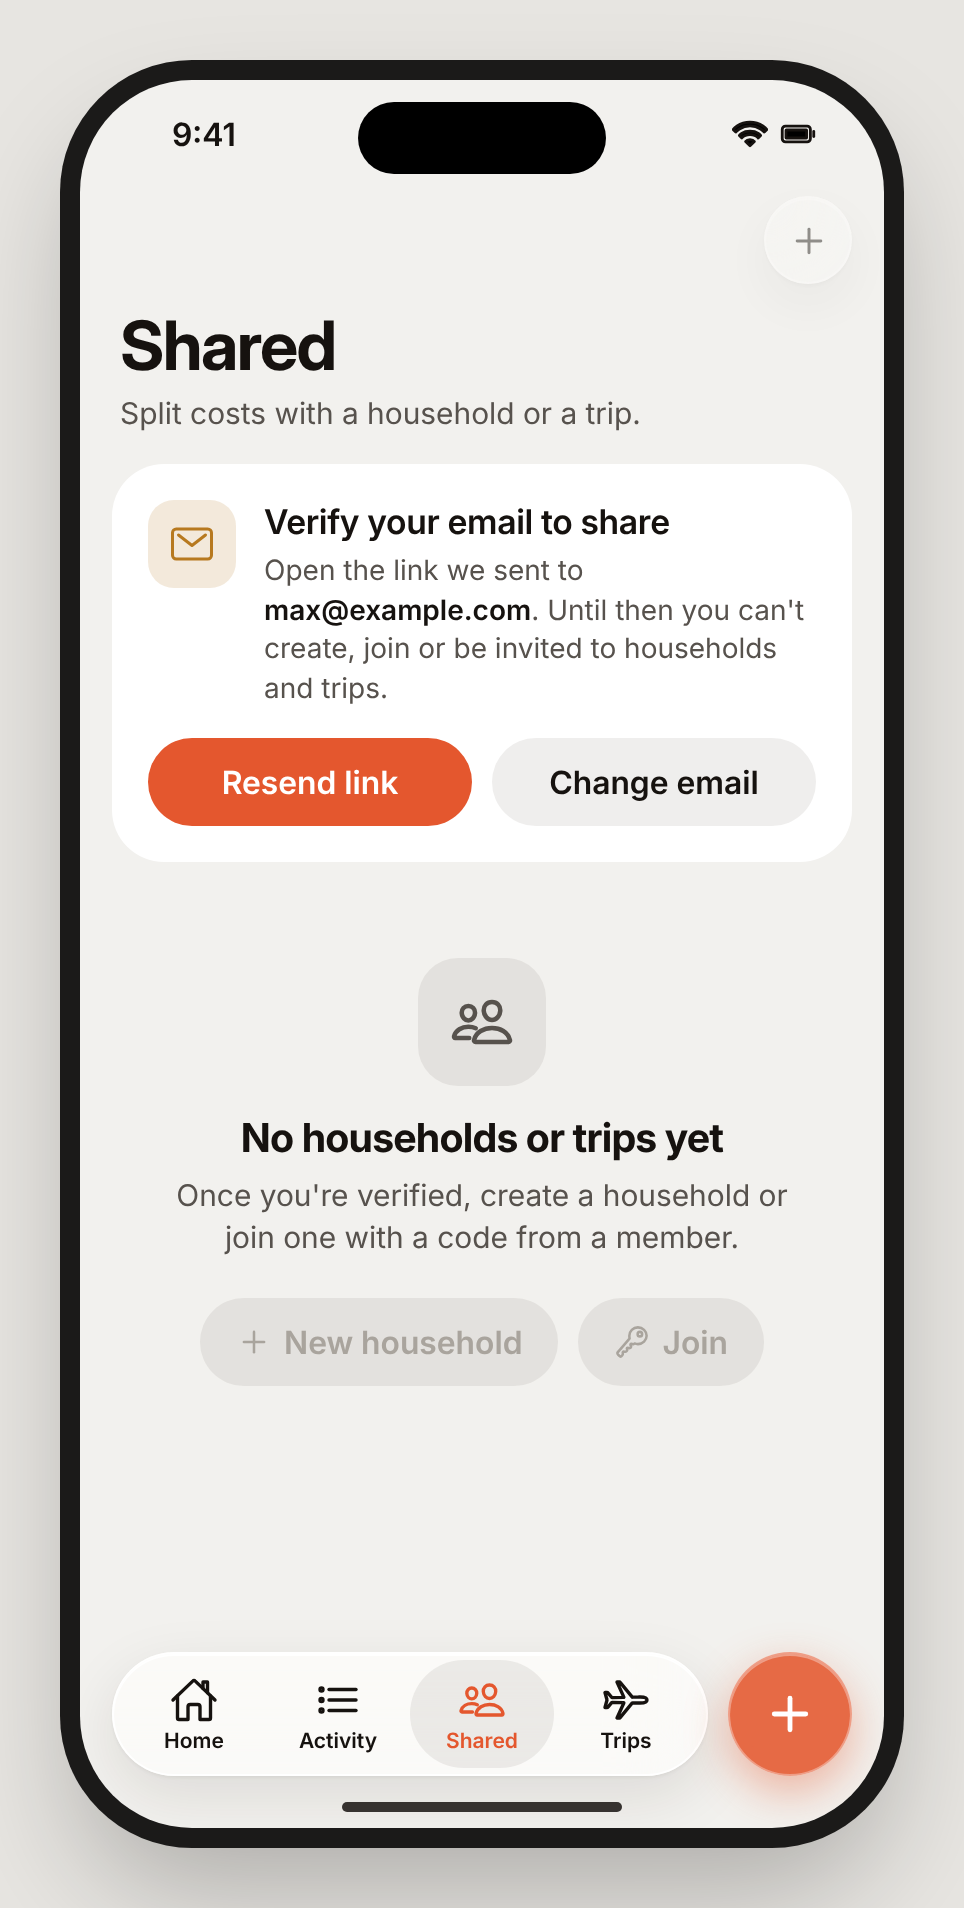 9:41
Shared
Split costs with a household or a trip.
Verify your email to share
Open the link we sent to
max@example.com. Until then you can't
create, join or be invited to households
and trips.
Resend link
Change email
No households or trips yet
Once you're verified, create a household or
join one with a code from a member.
New household
Join
Home
Activity
Shared
Trips